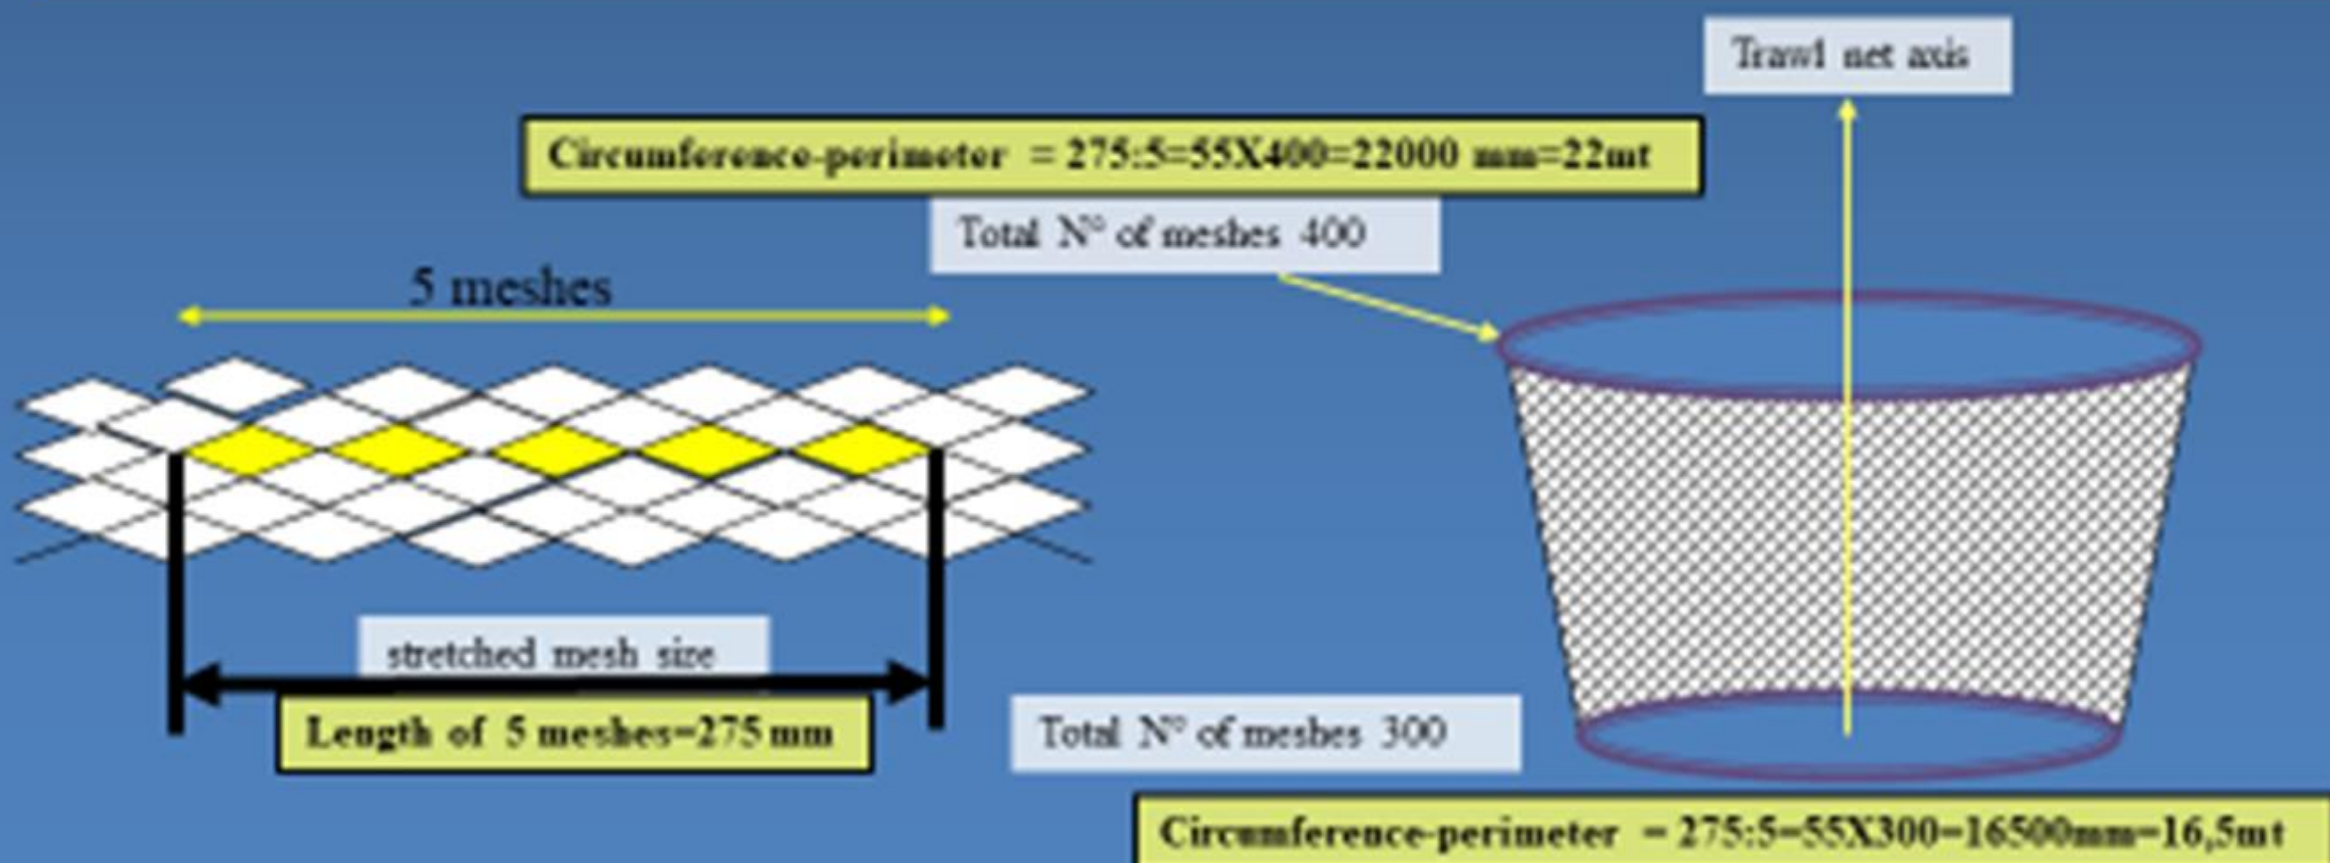 Trawl net axis
Circumference-perimeter = 275:5=55X400=22000 mm=22mt
Total N° of meshes 400
5 meshes
stretched mesh size
Length of 5 meshes=275 mm
Total N° of meshes 300
Circumference-perimeter = 275:5=55X300=16500mm=16,5mt